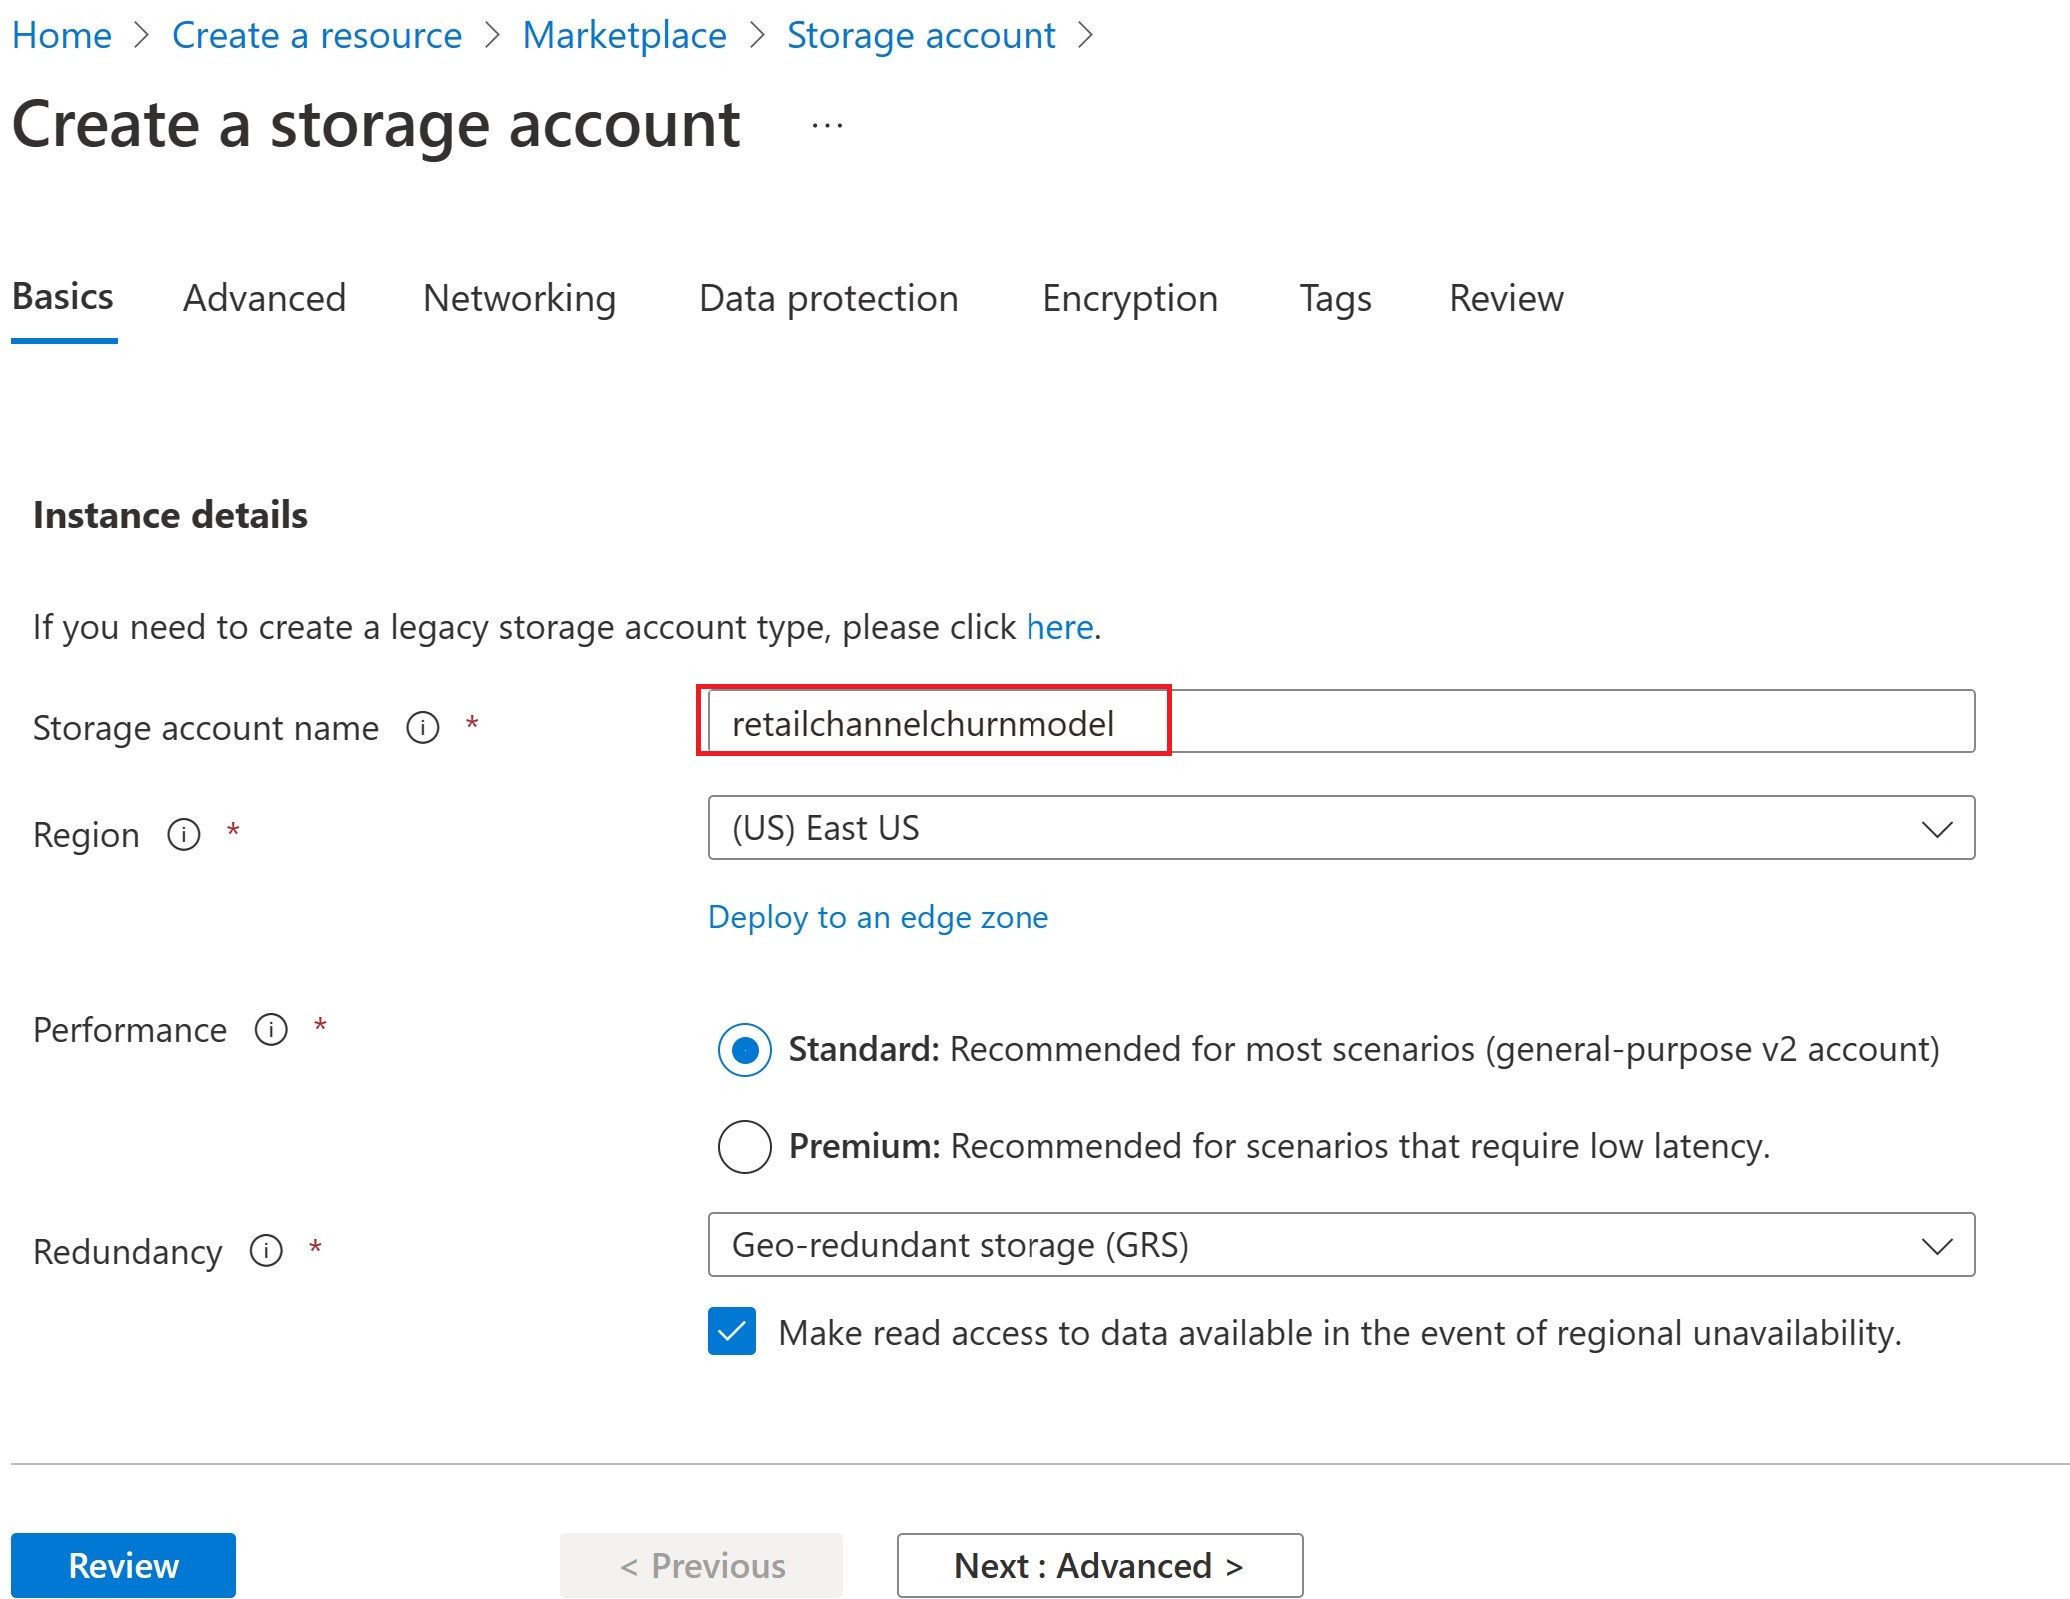 Home > Create a resource > Marketplace > Storage account >
Create a storage account ...
Basics Advanced Networking Data protection Encryption Tags Review
Instance details
If you need to create a legacy storage account type, please click here.
Storage account name * retailchannelchurnmodel
Region * (US) East US
Deploy to an edge zone
Performance * Standard: Recommended for most scenarios (general-purpose v2 account)
Premium: Recommended for scenarios that require low latency.
Redundancy * Geo-redundant storage (GRS)
Make read access to data available in the event of regional unavailability.
Review < Previous Next : Advanced >